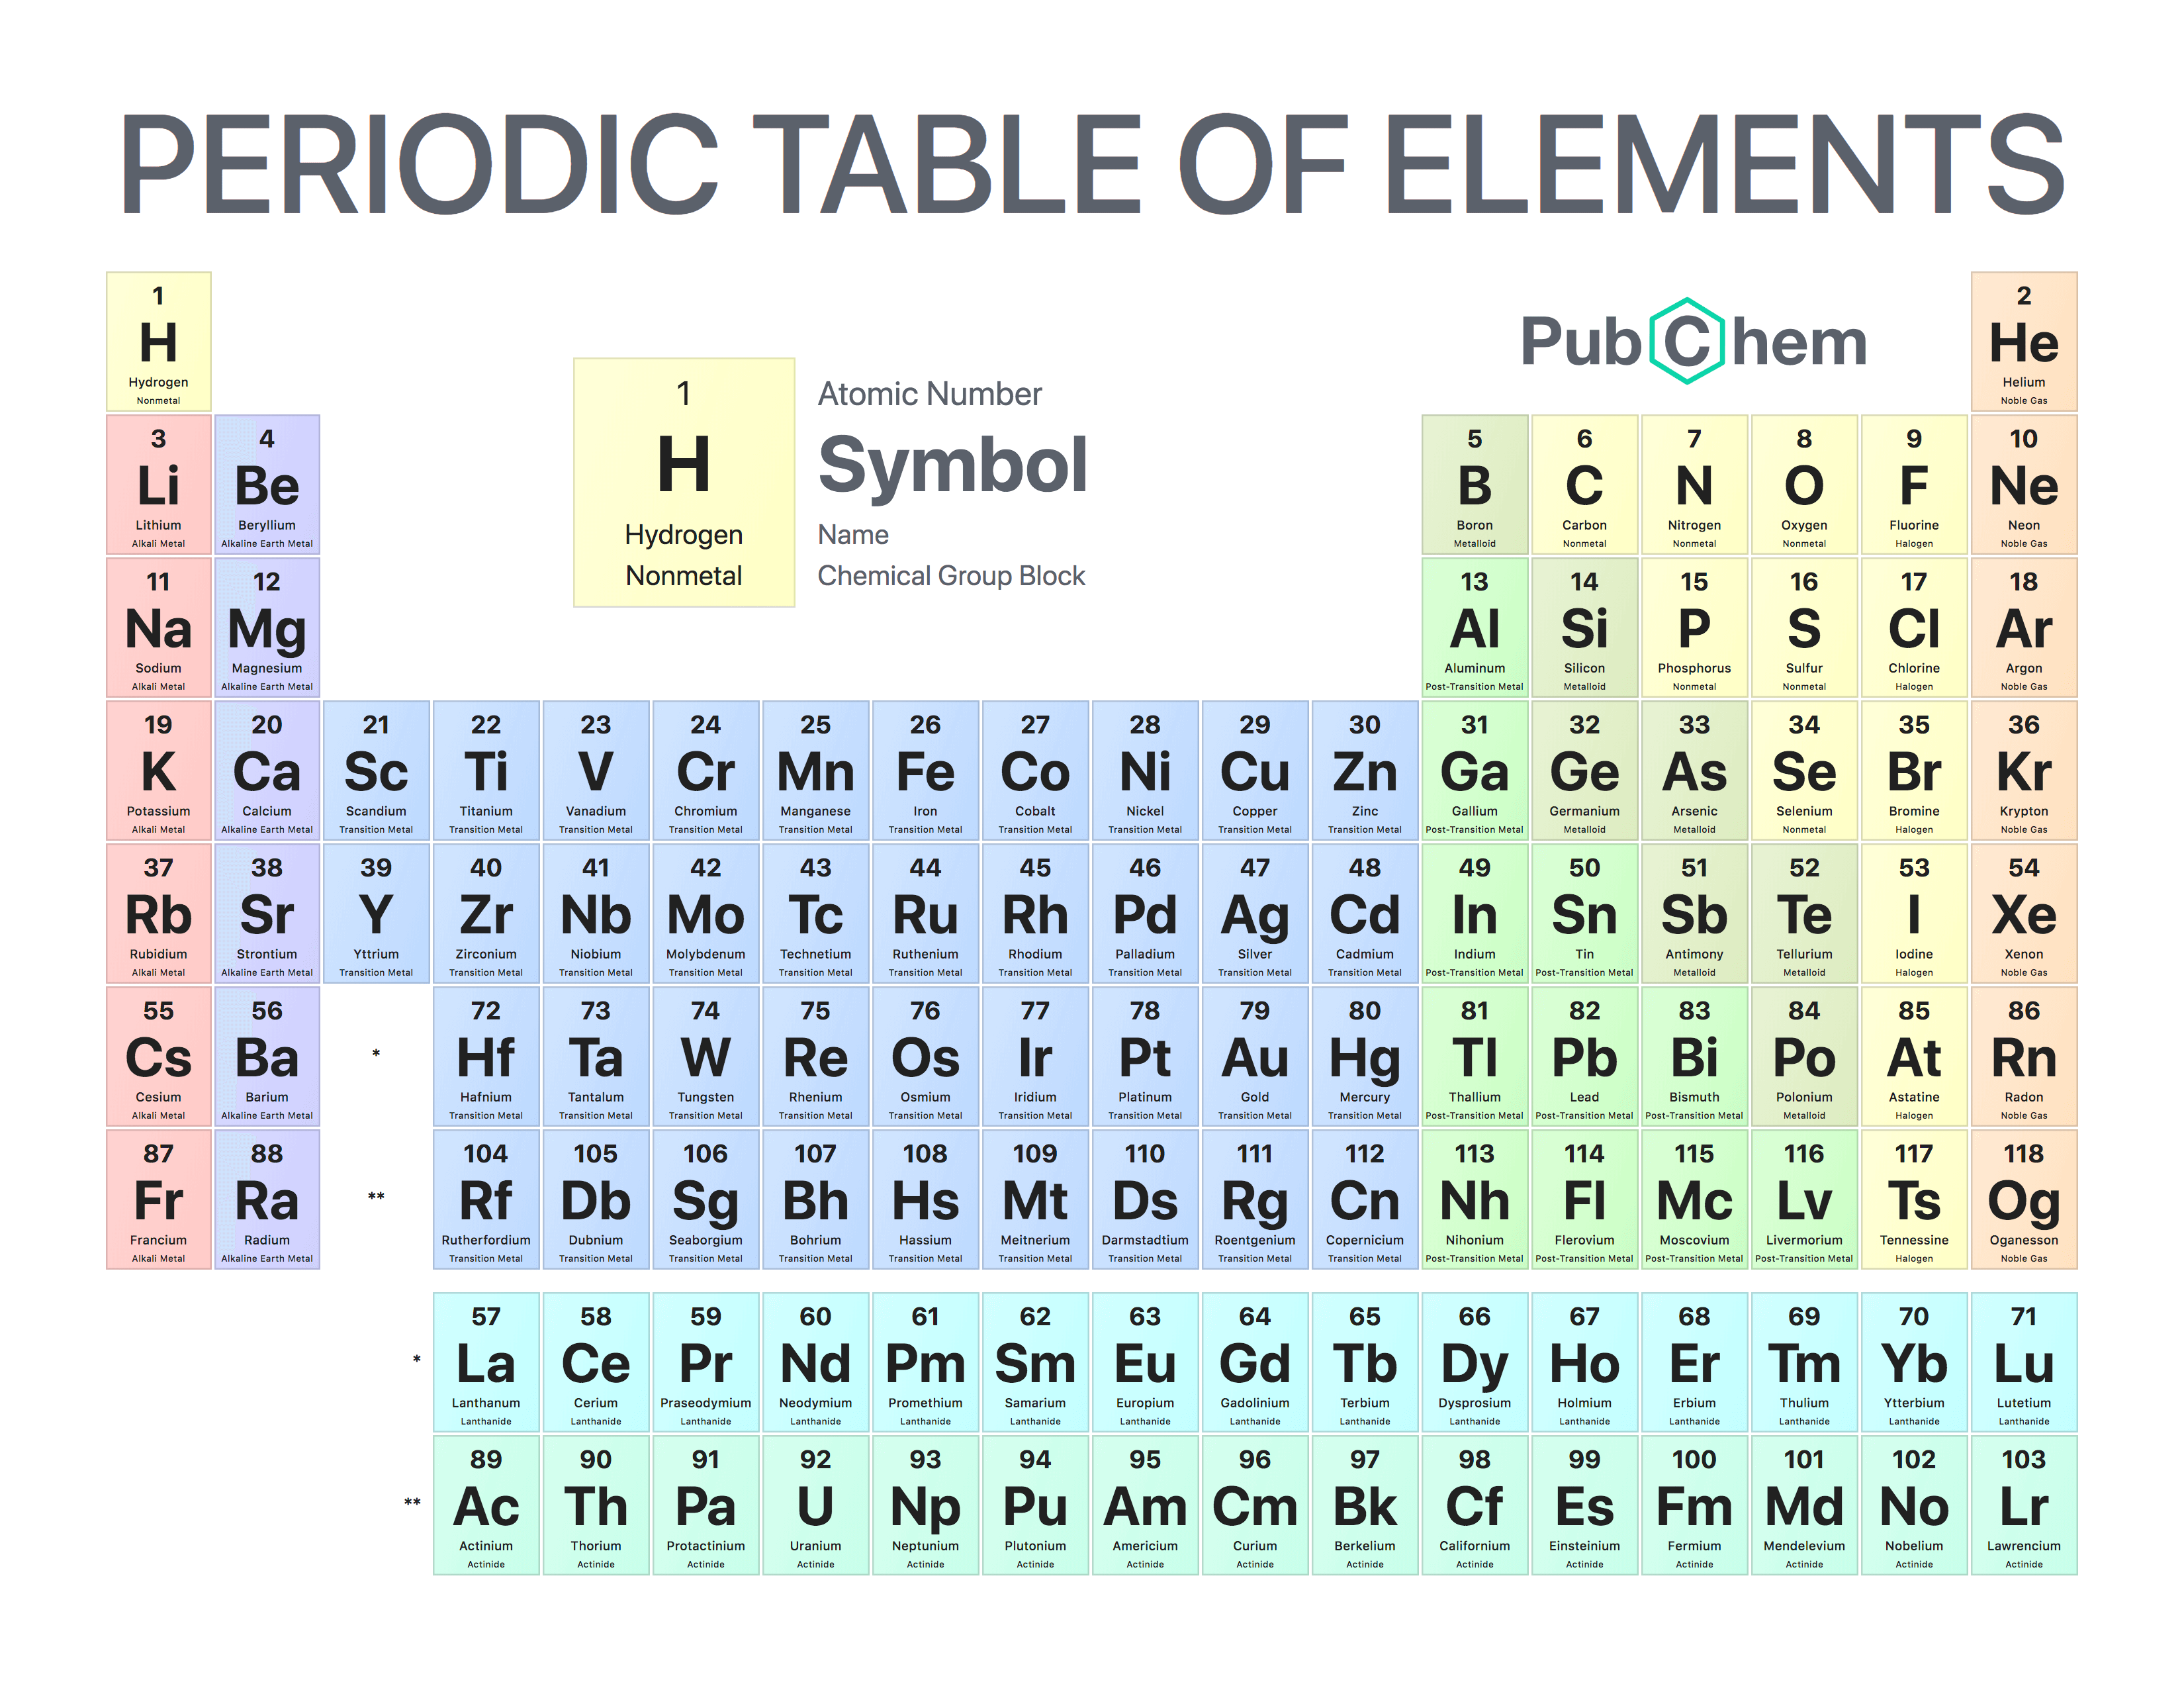 PERIODIC TABLE OF ELEMENTS
1 2
H He
Hydrogen Helium
Nonmetal Noble Gas
PubChem
1 Atomic Number
H Symbol
Hydrogen Name
Nonmetal Chemical Group Block
3 4 5 6 7 8 9 10
Li Be B C N O F Ne
Lithium Beryllium Boron Carbon Nitrogen Oxygen Fluorine Neon
Alkali Metal Alkaline Earth Metal Metalloid Nonmetal Nonmetal Nonmetal Halogen Noble Gas
11 12 13 14 15 16 17 18
Na Mg Al Si P S Cl Ar
Sodium Magnesium Aluminum Silicon Phosphorus Sulfur Chlorine Argon
Alkali Metal Alkaline Earth Metal Post-Transition Metal Metalloid Nonmetal Nonmetal Halogen Noble Gas
19 20 21 22 23 24 25 26 27 28 29 30 31 32 33 34 35 36
K Ca Sc Ti V Cr Mn Fe Co Ni Cu Zn Ga Ge As Se Br Kr
Potassium Calcium Scandium Titanium Vanadium Chromium Manganese Iron Cobalt Nickel Copper Zinc Gallium Germanium Arsenic Selenium Bromine Krypton
Alkali Metal Alkaline Earth Metal Transition Metal Transition Metal Transition Metal Transition Metal Transition Metal Transition Metal Transition Metal Transition Metal Transition Metal Transition Metal Post-Transition Metal Metalloid Metalloid Nonmetal Halogen Noble Gas
37 38 39 40 41 42 43 44 45 46 47 48 49 50 51 52 53 54
Rb Sr Y Zr Nb Mo Tc Ru Rh Pd Ag Cd In Sn Sb Te I Xe
Rubidium Strontium Yttrium Zirconium Niobium Molybdenum Technetium Ruthenium Rhodium Palladium Silver Cadmium Indium Tin Antimony Tellurium Iodine Xenon
Alkali Metal Alkaline Earth Metal Transition Metal Transition Metal Transition Metal Transition Metal Transition Metal Transition Metal Transition Metal Transition Metal Transition Metal Transition Metal Post-Transition Metal Post-Transition Metal Metalloid Metalloid Halogen Noble Gas
55 56 72 73 74 75 76 77 78 79 80 81 82 83 84 85 86
Cs Ba * Hf Ta W Re Os Ir Pt Au Hg Tl Pb Bi Po At Rn
Cesium Barium Hafnium Tantalum Tungsten Rhenium Osmium Iridium Platinum Gold Mercury Thallium Lead Bismuth Polonium Astatine Radon
Alkali Metal Alkaline Earth Metal Transition Metal Transition Metal Transition Metal Transition Metal Transition Metal Transition Metal Transition Metal Transition Metal Transition Metal Post-Transition Metal Post-Transition Metal Post-Transition Metal Metalloid Halogen Noble Gas
87 88 104 105 106 107 108 109 110 111 112 113 114 115 116 117 118
Fr Ra ** Rf Db Sg Bh Hs Mt Ds Rg Cn Nh Fl Mc Lv Ts Og
Francium Radium Rutherfordium Dubnium Seaborgium Bohrium Hassium Meitnerium Darmstadtium Roentgenium Copernicium Nihonium Flerovium Moscovium Livermorium Tennessine Oganesson
Alkali Metal Alkaline Earth Metal Transition Metal Transition Metal Transition Metal Transition Metal Transition Metal Transition Metal Transition Metal Transition Metal Transition Metal Post-Transition Metal Post-Transition Metal Post-Transition Metal Post-Transition Metal Halogen Noble Gas
57 58 59 60 61 62 63 64 65 66 67 68 69 70 71
* La Ce Pr Nd Pm Sm Eu Gd Tb Dy Ho Er Tm Yb Lu
Lanthanum Cerium Praseodymium Neodymium Promethium Samarium Europium Gadolinium Terbium Dysprosium Holmium Erbium Thulium Ytterbium Lutetium
Lanthanide Lanthanide Lanthanide Lanthanide Lanthanide Lanthanide Lanthanide Lanthanide Lanthanide Lanthanide Lanthanide Lanthanide Lanthanide Lanthanide Lanthanide
89 90 91 92 93 94 95 96 97 98 99 100 101 102 103
** Ac Th Pa U Np Pu Am Cm Bk Cf Es Fm Md No Lr
Actinium Thorium Protactinium Uranium Neptunium Plutonium Americium Curium Berkelium Californium Einsteinium Fermium Mendelevium Nobelium Lawrencium
Actinide Actinide Actinide Actinide Actinide Actinide Actinide Actinide Actinide Actinide Actinide Actinide Actinide Actinide Actinide